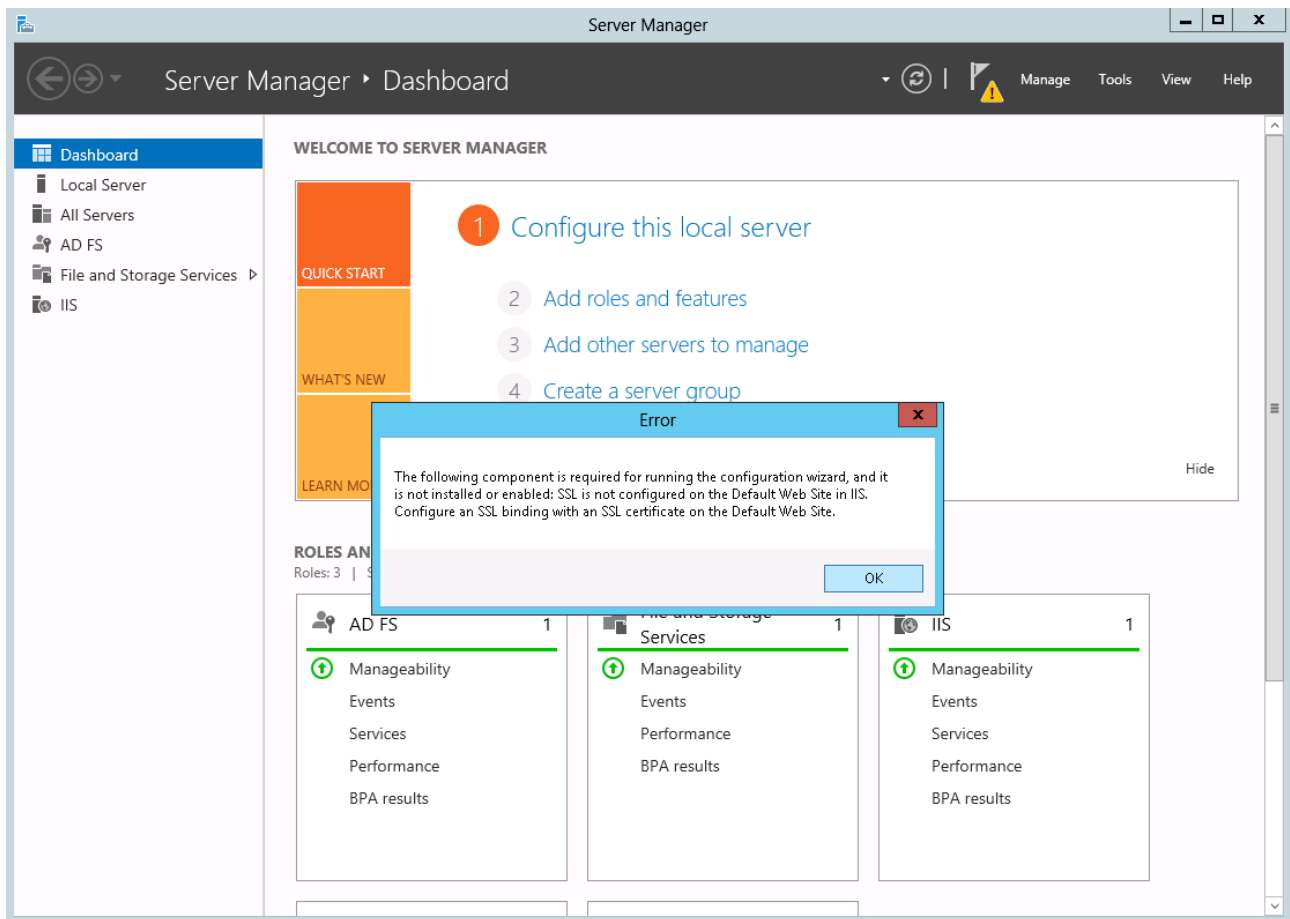 Server Manager
Server Manager ‣ Dashboard
Manage Tools View Help
Dashboard
Local Server
All Servers
AD FS
File and Storage Services
IIS
WELCOME TO SERVER MANAGER
QUICK START
WHAT'S NEW
LEARN MO
1 Configure this local server
2 Add roles and features
3 Add other servers to manage
4 Create a server group
Hide
Error
The following component is required for running the configuration wizard, and it
is not installed or enabled: SSL is not configured on the Default Web Site in IIS.
Configure an SSL binding with an SSL certificate on the Default Web Site.
OK
ROLES AN
Roles: 3 | S
AD FS 1
Manageability
Events
Services
Performance
BPA results
File and Storage
Services 1
Manageability
Events
Performance
BPA results
IIS 1
Manageability
Events
Services
Performance
BPA results